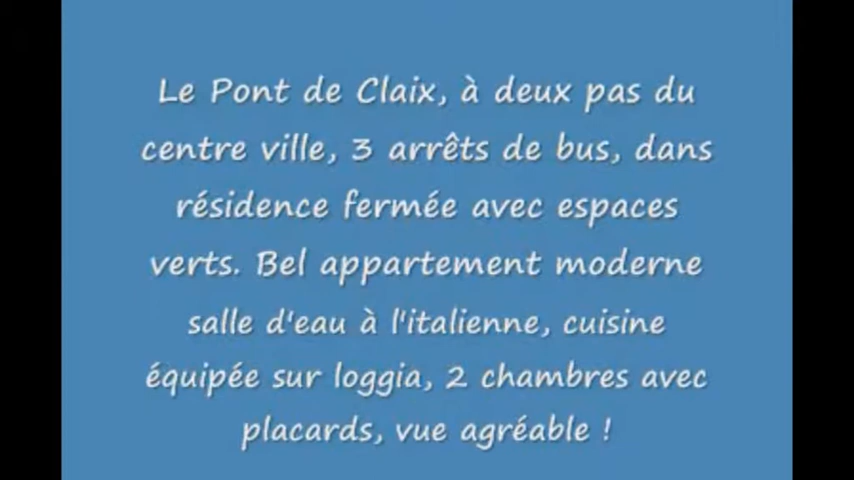 Le Pont de Claix, à deux pas du
centre ville, 3 arrêts de bus, dans
résidence fermée avec espaces
verts. Bel appartement moderne
salle d'eau à l'italienne, cuisine
équipée sur loggia, 2 chambres avec
placards, vue agréable !